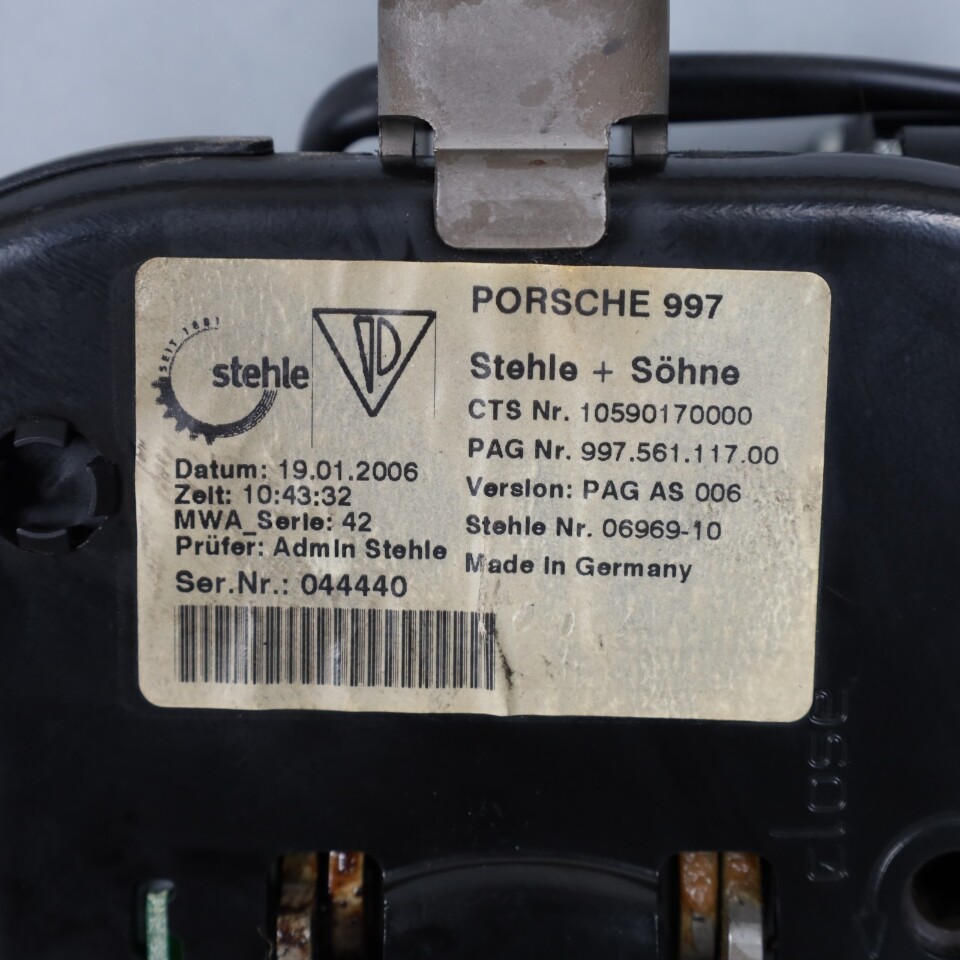 SEIT 1881
stehle
PORSCHE 997
Stehle + Söhne
CTS Nr. 10590170000
PAG Nr. 997.561.117.00
Version: PAG AS 006
Stehle Nr. 06969-10
Made in Germany
Datum: 19.01.2006
Zeit: 10:43:32
MWA_Serie: 42
Prüfer: Admin Stehle
Ser.Nr.: 044440
close